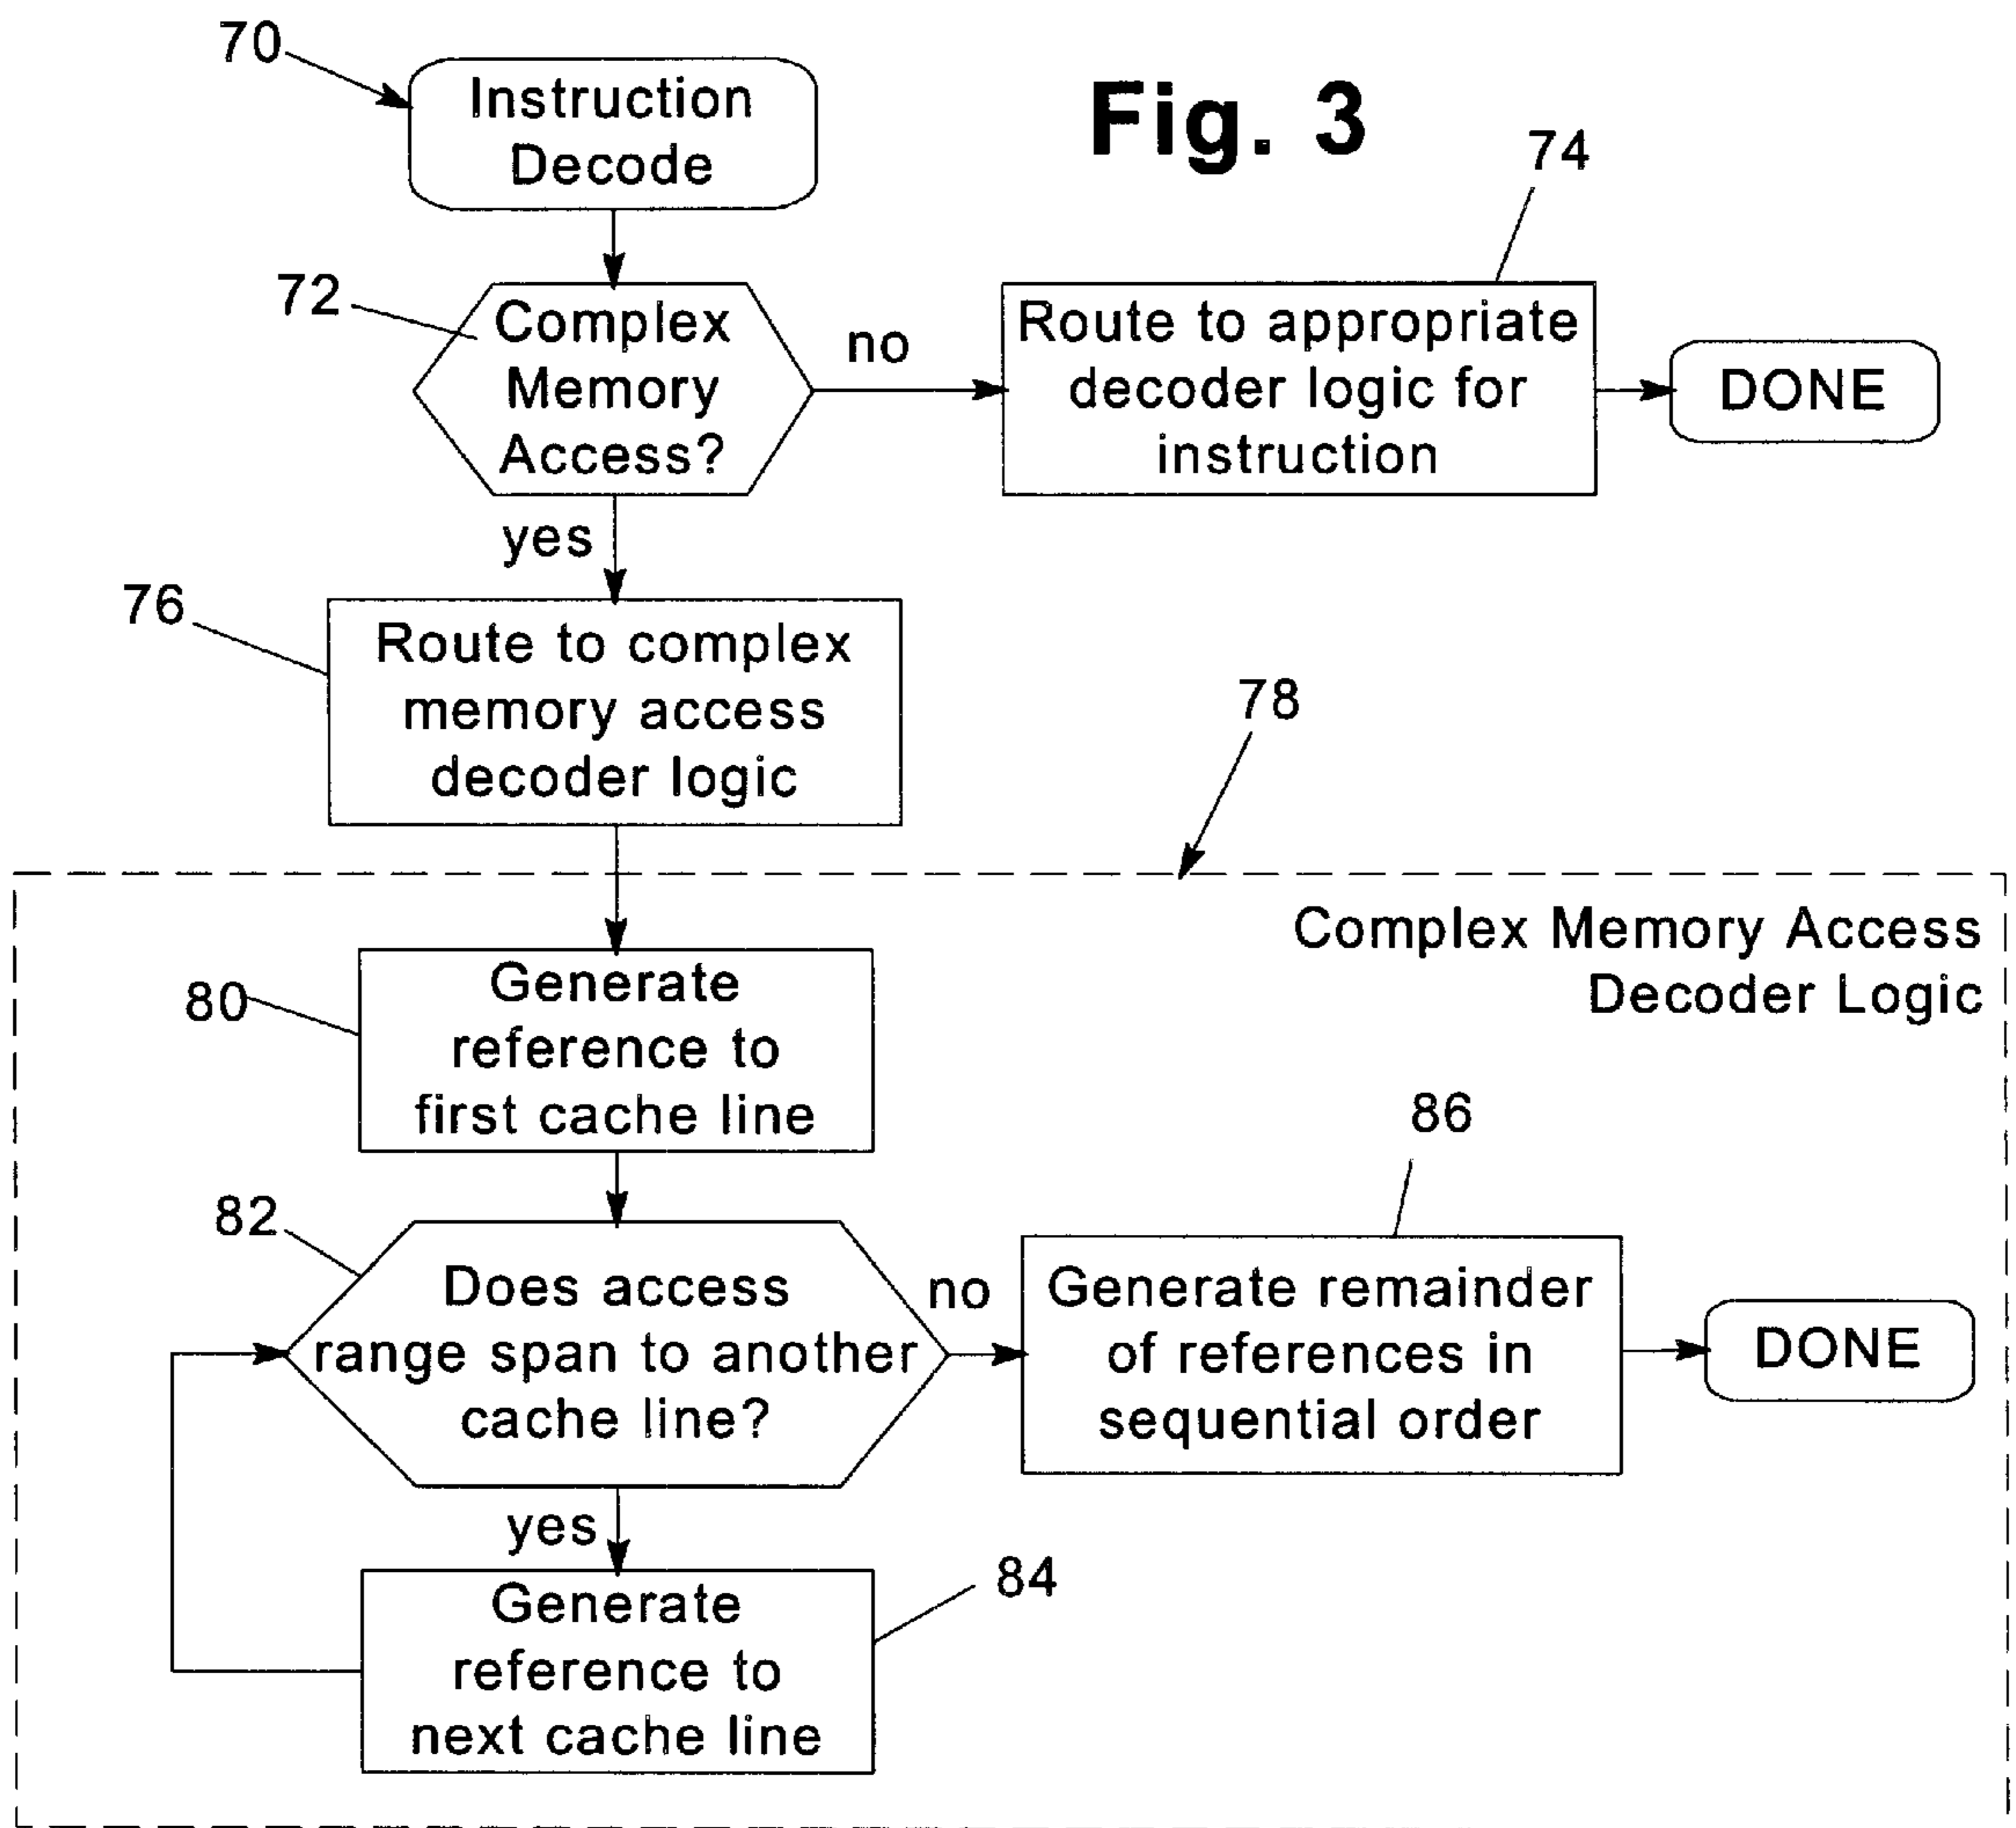 70
Instruction
Decode
Fig. 3
74
72
Complex
Memory
Access?
no
Route to appropriate
decoder logic for
instruction
DONE
yes
76
Route to complex
memory access
decoder logic
78
Complex Memory Access
Decoder Logic
80
Generate
reference to
first cache line
86
82
Does access
range span to another
cache line?
no
Generate remainder
of references in
sequential order
DONE
yes
84
Generate
reference to
next cache line